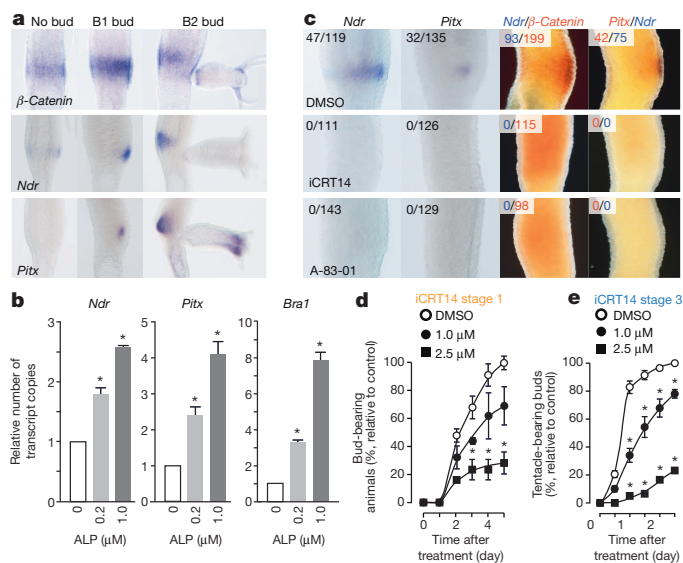 a
No bud
B1 bud
B2 bud
β-Catenin
Ndr
Pitx
c
Ndr
Pitx
Ndr/β-Catenin
Pitx/Ndr
47/119
32/135
93/199
42/75
DMSO
0/111
0/126
0/115
0/0
iCRT14
0/143
0/129
0/98
0/0
A-83-01
b
Ndr
Pitx
Bra1
Relative number of
transcript copies
3
2
1
0
*
*
0
0.2
1.0
ALP (μM)
5
4
3
2
1
0
*
*
0
0.2
1.0
ALP (μM)
9
6
3
0
*
*
0
0.2
1.0
ALP (μM)
d
iCRT14 stage 1
DMSO
1.0 μM
2.5 μM
Bud-bearing
animals (%, relative to control)
100
80
60
40
20
0
* * *
0 2 4
Time after
treatment (day)
e
iCRT14 stage 3
DMSO
1.0 μM
2.5 μM
Tentacle-bearing buds
(%, relative to control)
100
80
60
40
20
0
* * * *
* * * *
0 1 2
Time after
treatment (day)